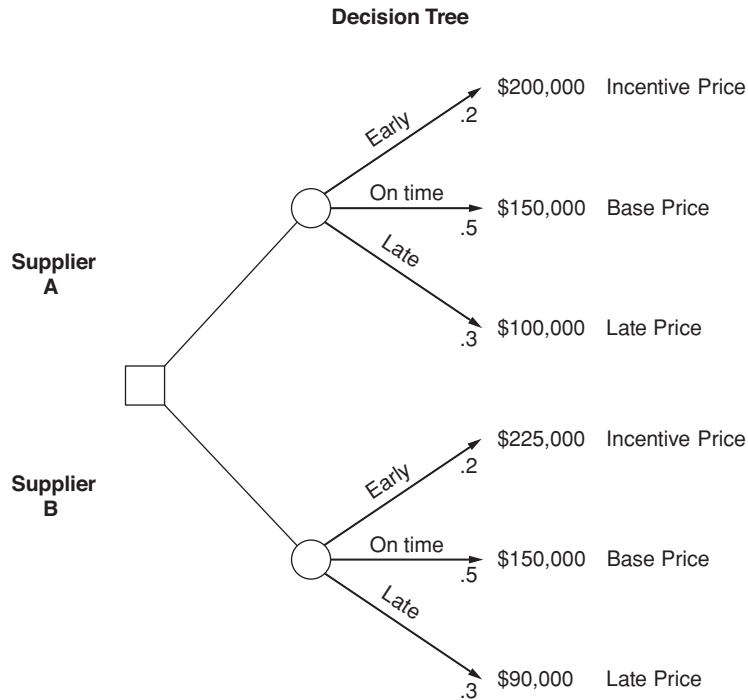 Decision Tree
Early
.2
$200,000 Incentive Price
On time
.5
$150,000 Base Price
Late
.3
$100,000 Late Price
Supplier
A
Early
.2
$225,000 Incentive Price
On time
.5
$150,000 Base Price
Late
.3
$90,000 Late Price
Supplier
B